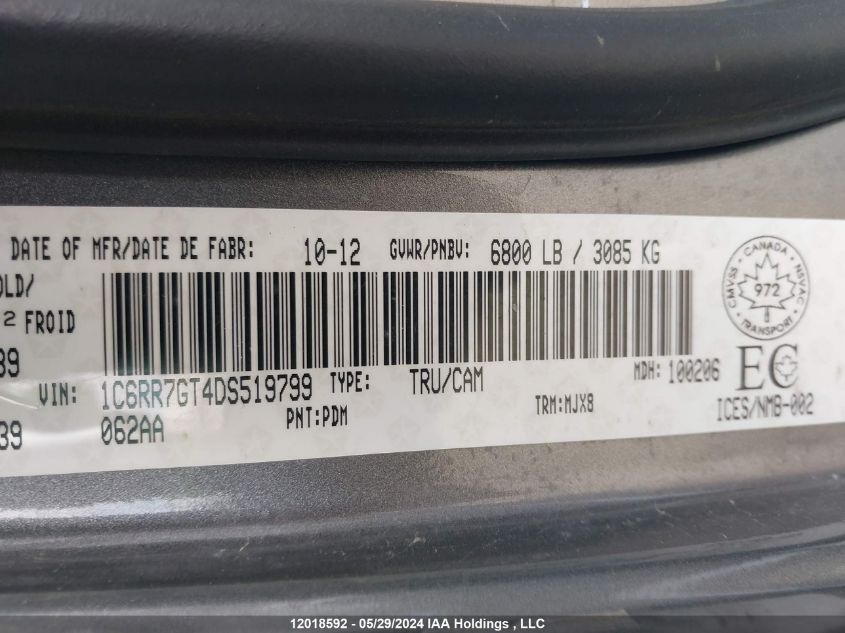 DATE OF MFR/DATE DE FABR: 10-12 GVWR/PNBV: 6800 LB / 3085 KG
OLD/
2 FROID
39
VIN: 1C6RR7GT4DS519799 TYPE: TRU/CAM MDH: 100206
39 062AA PNT:PDM TRM:MJX8
CANADA
CMVSS NSVAC
972
TRANSPORT
EC
ICES/NMB-002
12018592 - 05/29/2024 IAA Holdings , LLC